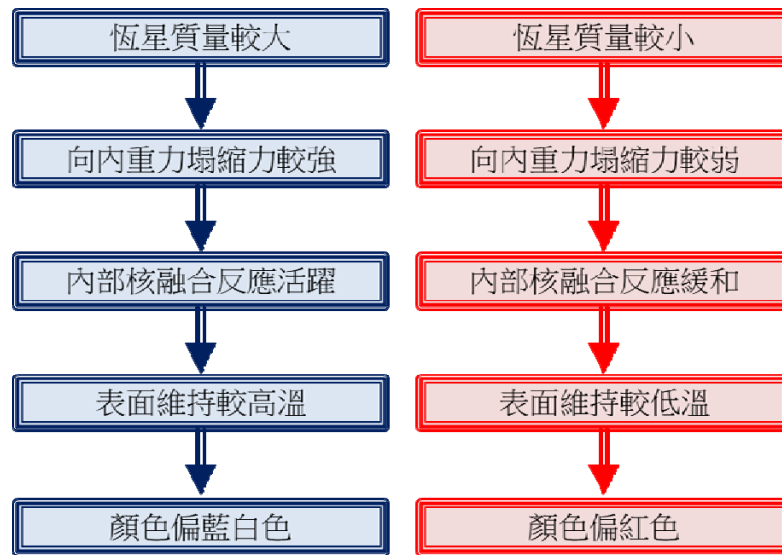 恆星質量較大
向內重力塌縮力較強
內部核融合反應活躍
表面維持較高溫
顏色偏藍白色
恆星質量較小
向內重力塌縮力較弱
內部核融合反應緩和
表面維持較低溫
顏色偏紅色